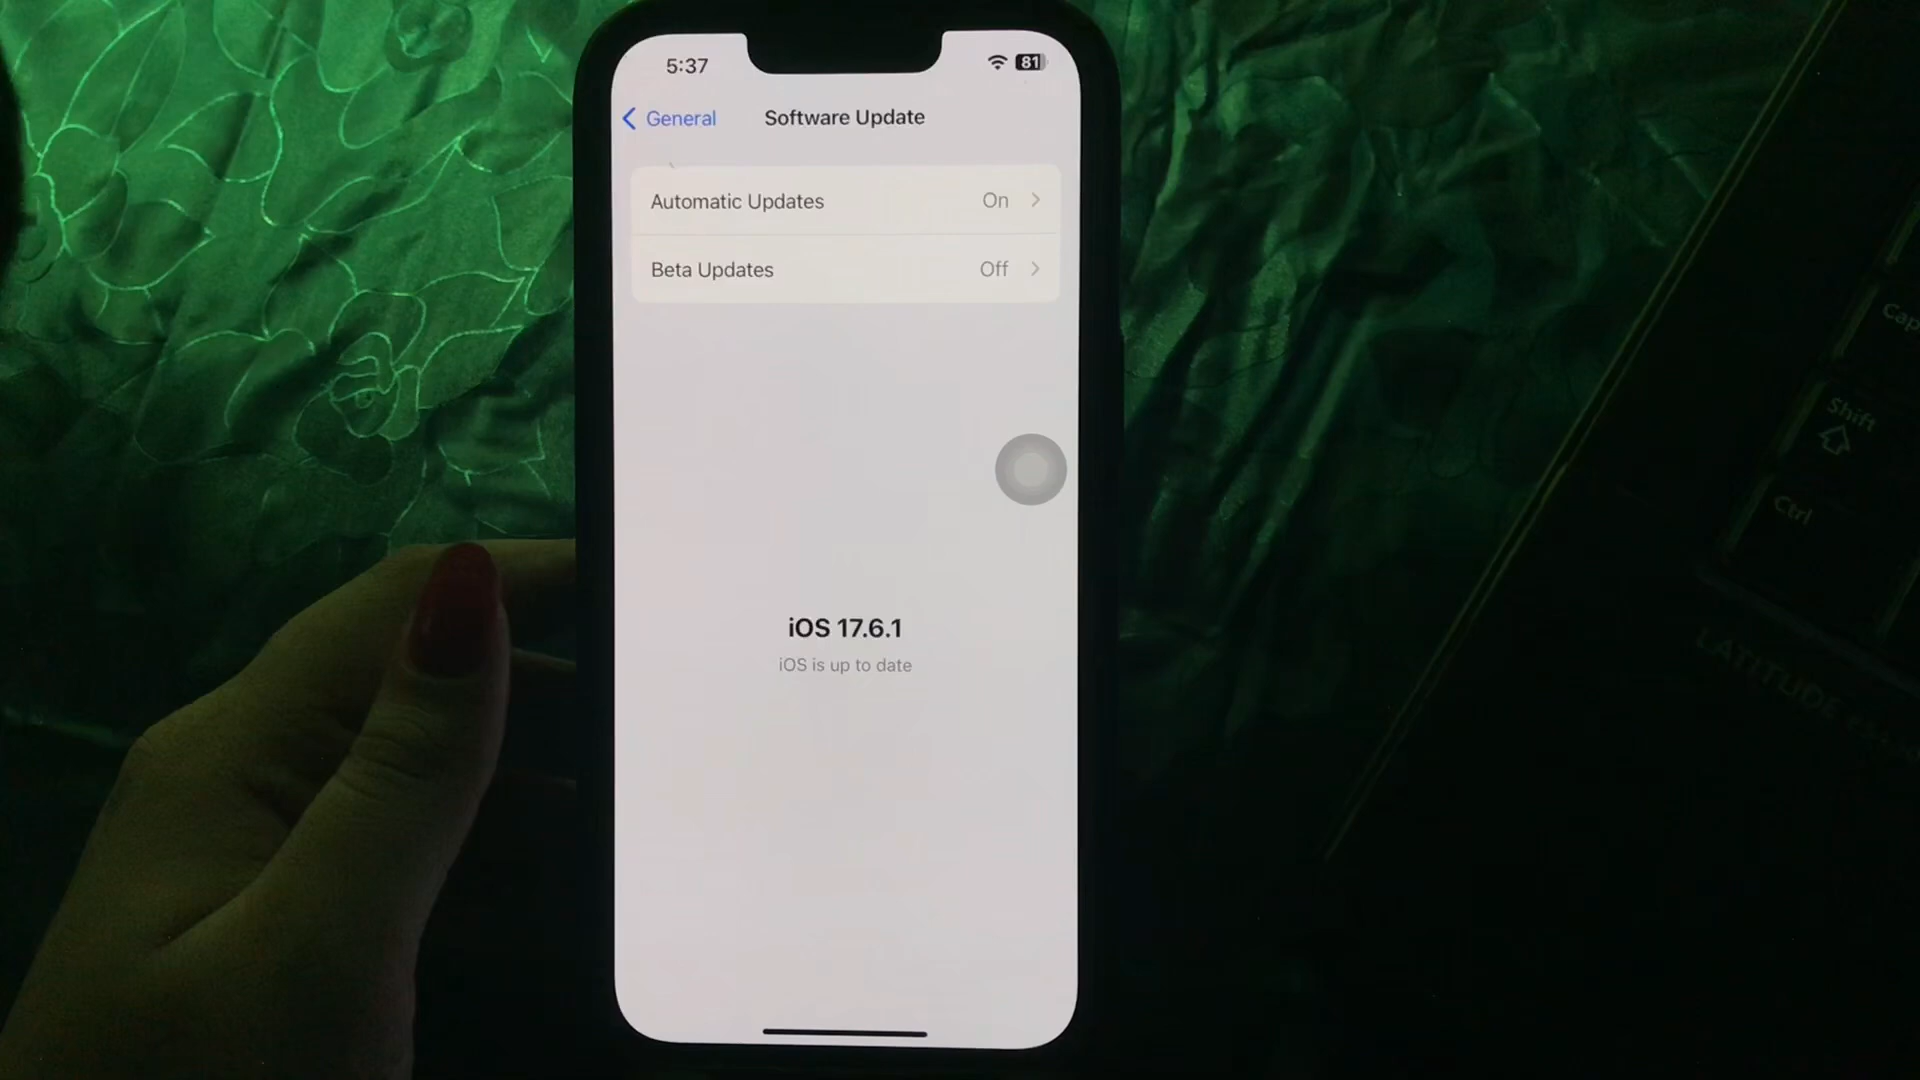 5:37
81
General
Software Update
Automatic Updates On
Beta Updates Off
iOS 17.6.1
iOS is up to date
Shift
Ctrl
LATITUDE